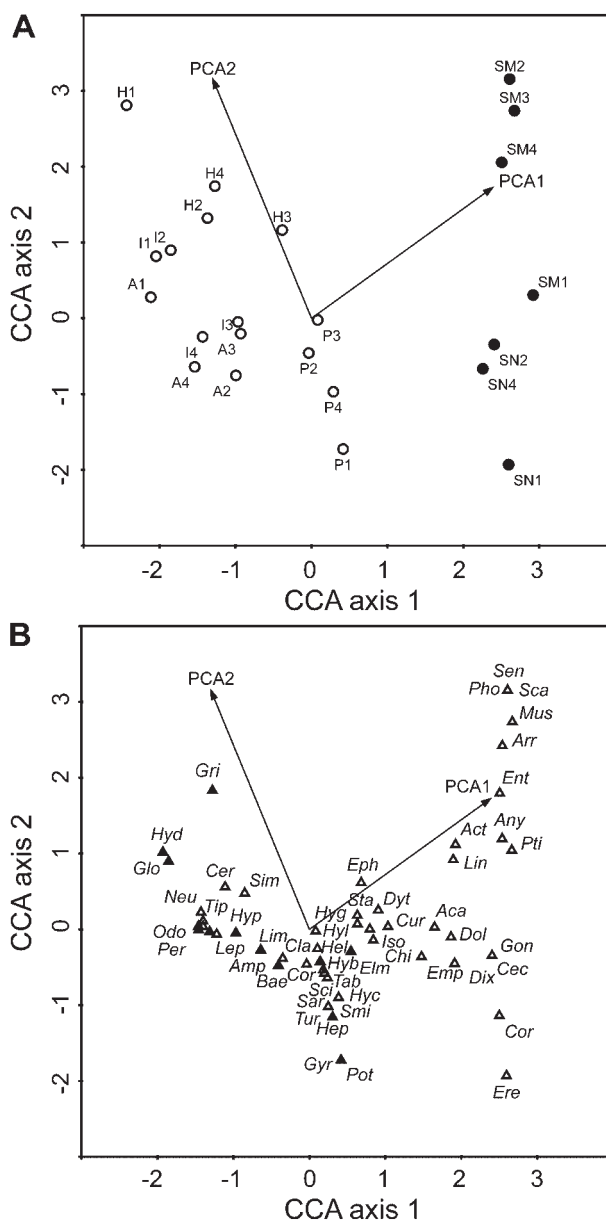 A
PCA2
SM2
H1
SM3
SM4
H4
PCA1
H2
H3
I1 I2
A1
SM1
I3
P3
I4
A3
P2
SN2
A4
A2
P4
SN4
P1
SN1
3
2
1
0
-1
-2
CCA axis 2
-2 -1 0 1 2 3
CCA axis 1
B
PCA2
Sen
Pho Sca
Mus
Arr
Gri
Ent
PCA1
Hyd
Act Any
Glo
Pti
Cer
Lin
Sim
Eph
Neu Tip
Sta Dyt
Hyg
Odo Hyp
Hyl
Cur Aca
Per
Lep Lim Cla
Hel
Iso
Dol Gon
Amp
Hyb
Chi
Bae Cor
Elm
Emp Dix Cec
Tab
Sci Hyc
Sar
Smi
Tur
Hep
Cor
Gyr Pot
Ere
3
2
1
0
-1
-2
CCA axis 2
-2 -1 0 1 2 3
CCA axis 1